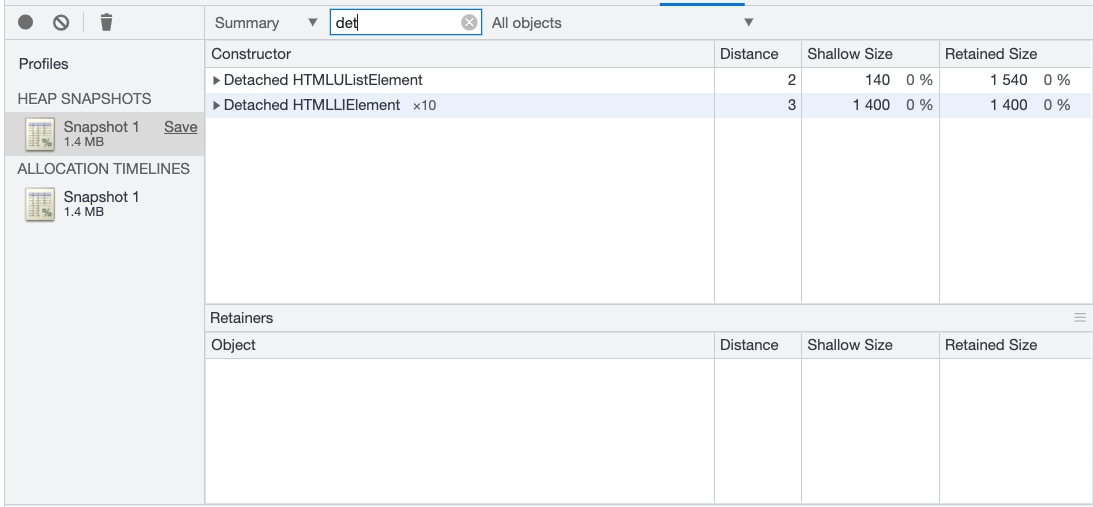 Summary ▼ det All objects ▼
Profiles
HEAP SNAPSHOTS
Snapshot 1 Save
1.4 MB
ALLOCATION TIMELINES
Snapshot 1
1.4 MB
Constructor Distance Shallow Size Retained Size
Detached HTMLUListElement 2 140 0 % 1 540 0 %
Detached HTMLLIElement ×10 3 1 400 0 % 1 400 0 %
Retainers
Object Distance Shallow Size Retained Size